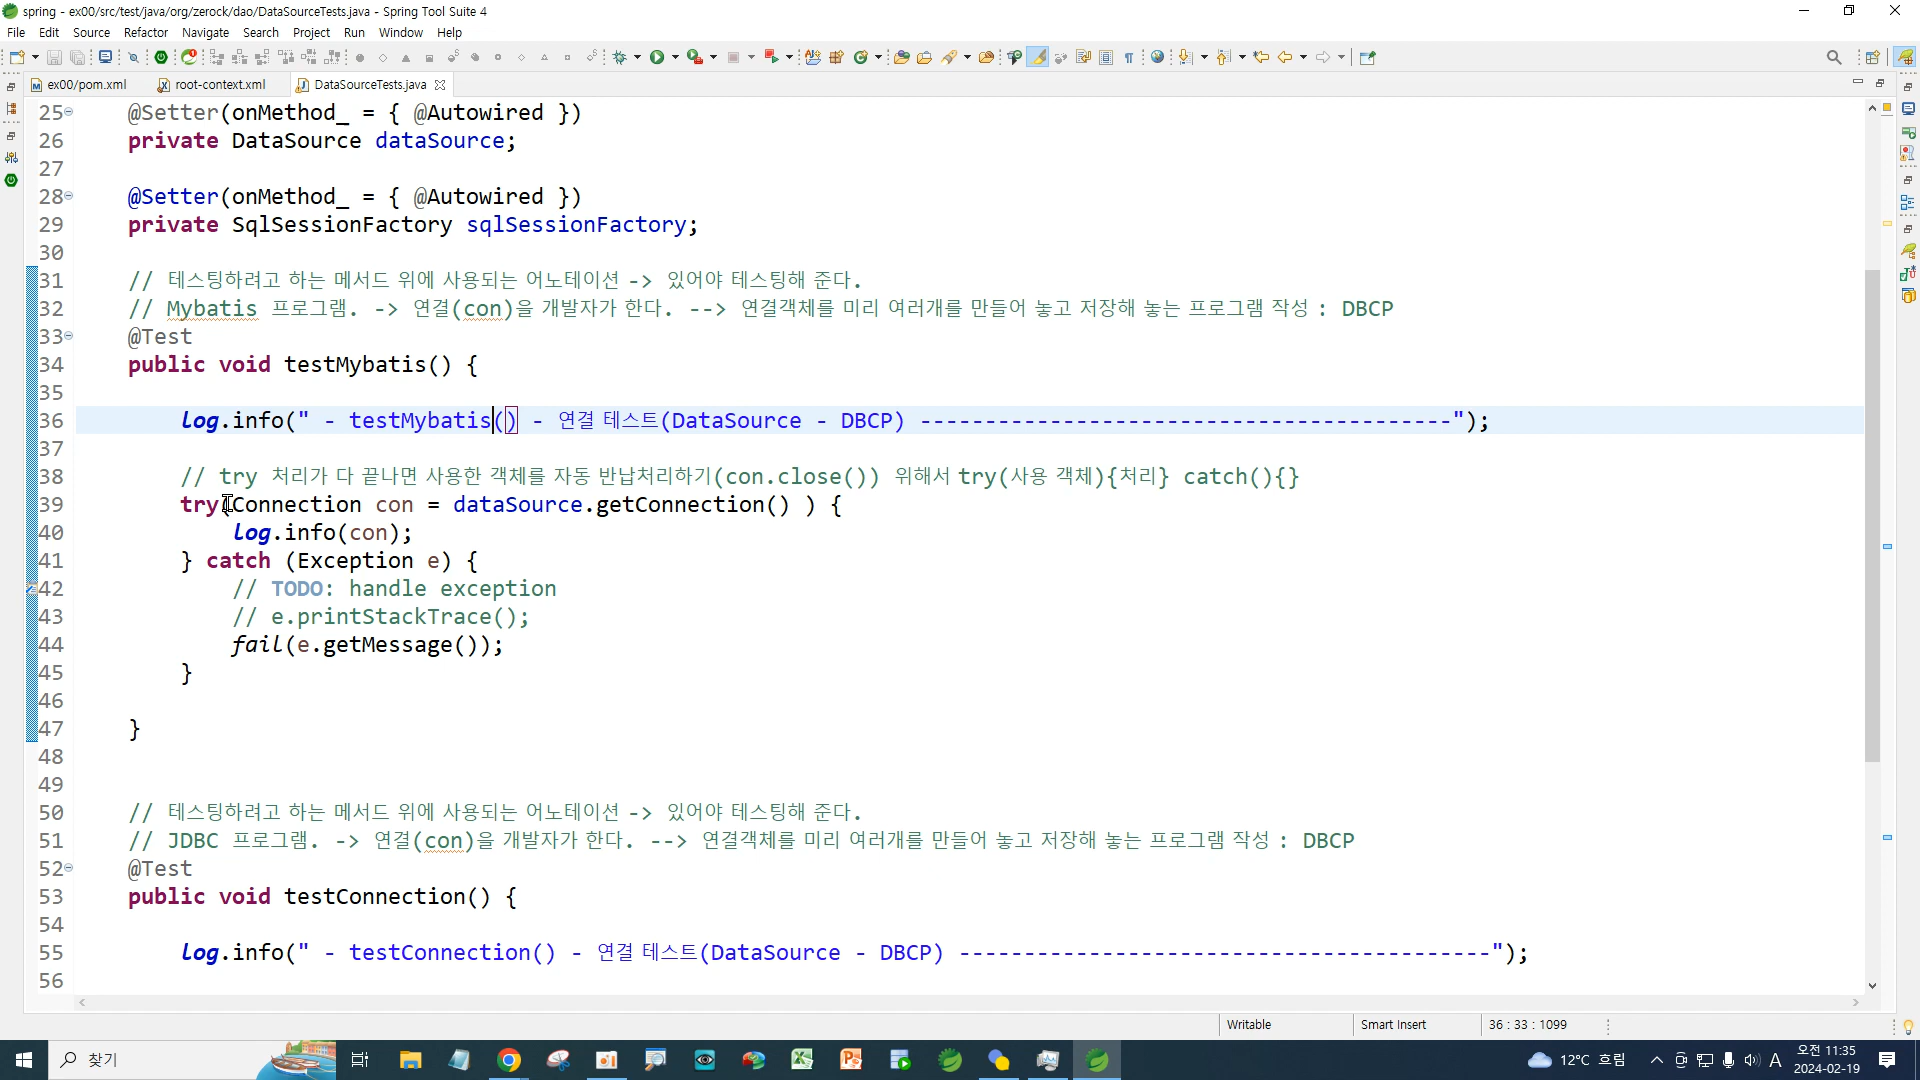 spring - ex00/src/test/java/org/zerock/dao/DataSourceTests.java - Spring Tool Suite 4
File Edit Source Refactor Navigate Search Project Run Window Help
ex00/pom.xml root-context.xml DataSourceTests.java
25 @Setter(onMethod_ = { @Autowired })
26 private DataSource dataSource;
27
28 @Setter(onMethod_ = { @Autowired })
29 private SqlSessionFactory sqlSessionFactory;
30
31 // 테스팅하려고 하는 메서드 위에 사용되는 어노테이션 -> 있어야 테스팅해 준다.
32 // Mybatis 프로그램. -> 연결(con)을 개발자가 한다. --> 연결객체를 미리 여러개를 만들어 놓고 저장해 놓는 프로그램 작성 : DBCP
33 @Test
34 public void testMybatis() {
35
36 log.info(" - testMybatis() - 연결 테스트(DataSource - DBCP) -----------------------------------------");
37
38 // try 처리가 다 끝나면 사용한 객체를 자동 반납처리하기(con.close()) 위해서 try(사용 객체){처리} catch(){}
39 try(Connection con = dataSource.getConnection() ) {
40 log.info(con);
41 } catch (Exception e) {
42 // TODO: handle exception
43 // e.printStackTrace();
44 fail(e.getMessage());
45 }
46
47 }
48
49
50 // 테스팅하려고 하는 메서드 위에 사용되는 어노테이션 -> 있어야 테스팅해 준다.
51 // JDBC 프로그램. -> 연결(con)을 개발자가 한다. --> 연결객체를 미리 여러개를 만들어 놓고 저장해 놓는 프로그램 작성 : DBCP
52 @Test
53 public void testConnection() {
54
55 log.info(" - testConnection() - 연결 테스트(DataSource - DBCP) -----------------------------------------");
56
Writable Smart Insert 36 : 33 : 1099
찾기 12°C 흐림 A 오전 11:35
2024-02-19